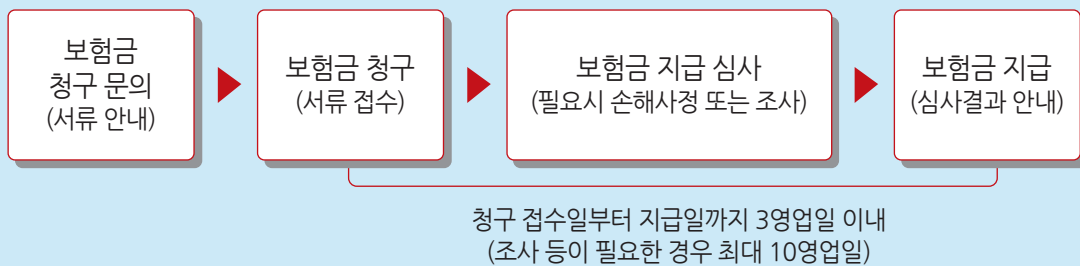 보험금
청구 문의
(서류 안내)
보험금 청구
(서류 접수)
보험금 지급 심사
(필요시 손해사정 또는 조사)
보험금 지급
(심사결과 안내)
청구 접수일부터 지급일까지 3영업일 이내
(조사 등이 필요한 경우 최대 10영업일)